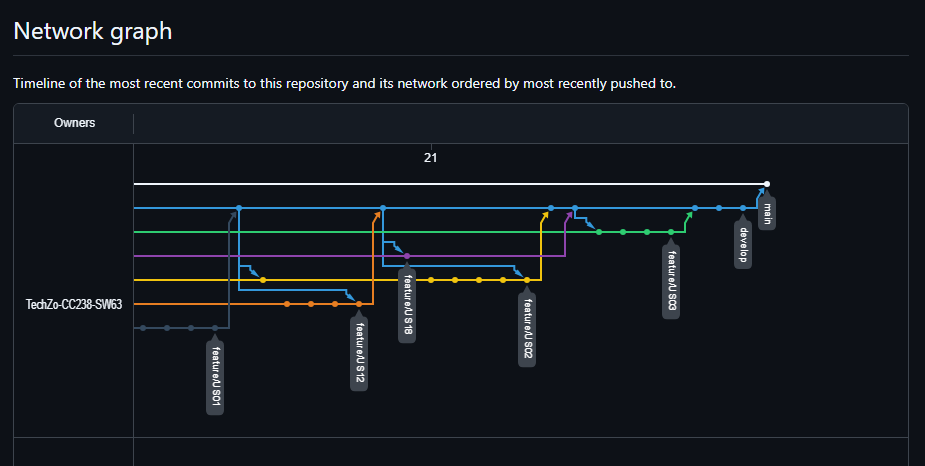 Network graph
Timeline of the most recent commits to this repository and its network ordered by most recently pushed to.
Owners
21
main
develop
feature/US03
feature/US18
feature/US02
TechZo-CC238-SW63
feature/US12
feature/US01